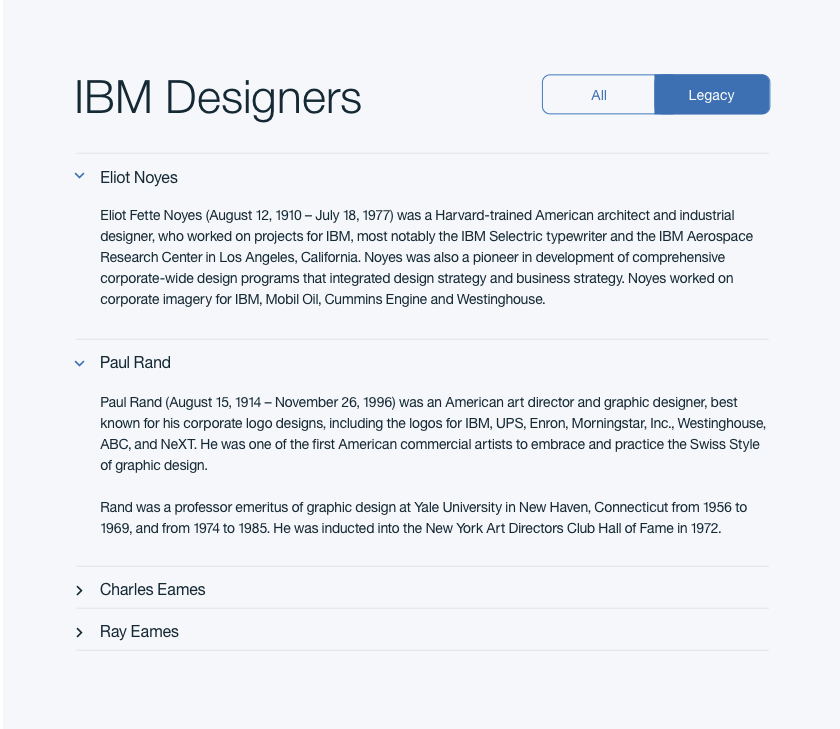 IBM Designers
All
Legacy
Eliot Noyes
Eliot Fette Noyes (August 12, 1910 – July 18, 1977) was a Harvard-trained American architect and industrial
designer, who worked on projects for IBM, most notably the IBM Selectric typewriter and the IBM Aerospace
Research Center in Los Angeles, California. Noyes was also a pioneer in development of comprehensive
corporate-wide design programs that integrated design strategy and business strategy. Noyes worked on
corporate imagery for IBM, Mobil Oil, Cummins Engine and Westinghouse.
Paul Rand
Paul Rand (August 15, 1914 – November 26, 1996) was an American art director and graphic designer, best
known for his corporate logo designs, including the logos for IBM, UPS, Enron, Morningstar, Inc., Westinghouse,
ABC, and NeXT. He was one of the first American commercial artists to embrace and practice the Swiss Style
of graphic design.
Rand was a professor emeritus of graphic design at Yale University in New Haven, Connecticut from 1956 to
1969, and from 1974 to 1985. He was inducted into the New York Art Directors Club Hall of Fame in 1972.
Charles Eames
Ray Eames